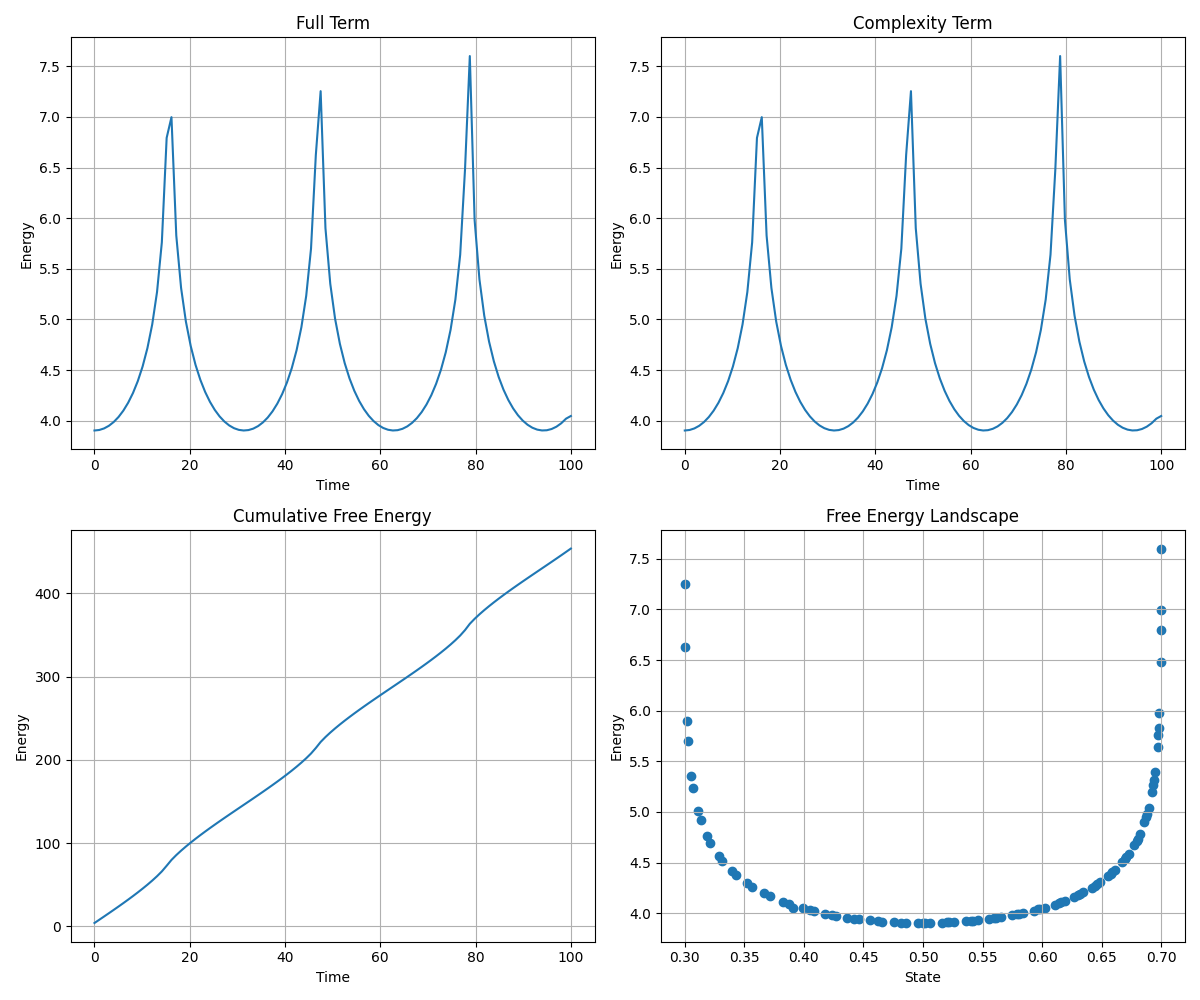 Full Term
Energy
7.5
7.0
6.5
6.0
5.5
5.0
4.5
4.0
0 20 40 60 80 100
Time
Complexity Term
Energy
7.5
7.0
6.5
6.0
5.5
5.0
4.5
4.0
0 20 40 60 80 100
Time
Cumulative Free Energy
Energy
400
300
200
100
0
0 20 40 60 80 100
Time
Free Energy Landscape
Energy
7.5
7.0
6.5
6.0
5.5
5.0
4.5
4.0
0.30 0.35 0.40 0.45 0.50 0.55 0.60 0.65 0.70
State